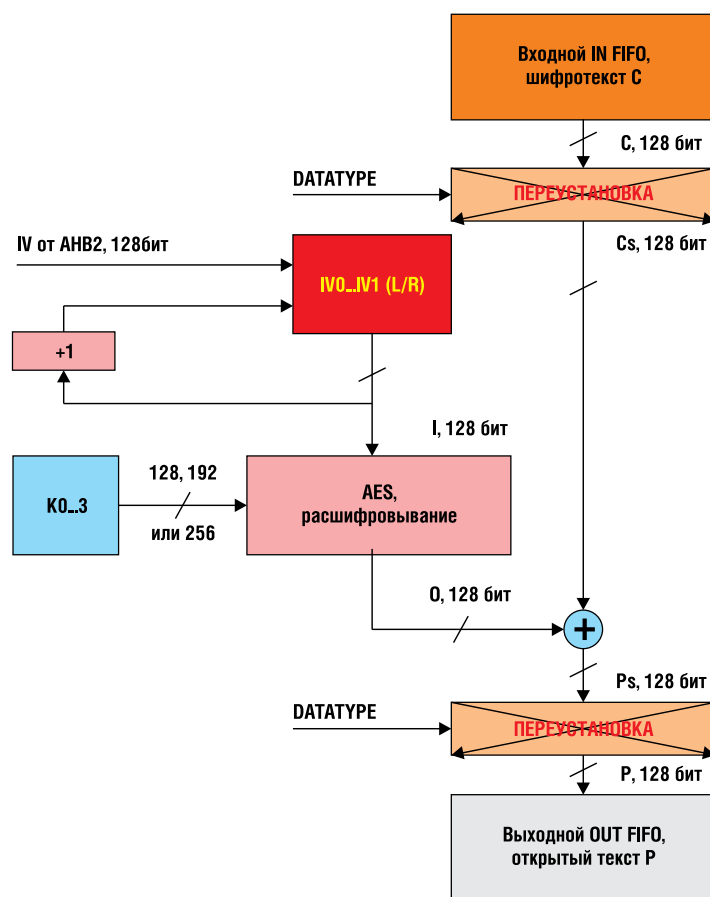 Входной IN FIFO,
шифротекст C
C, 128 бит
DATATYPE
ПЕРЕУСТАНОВКА
Cs, 128 бит
IV от AHB2, 128бит
IV0...IV1 (L/R)
+1
I, 128 бит
K0...3
128, 192
или 256
AES,
расшифровывание
O, 128 бит
+
Ps, 128 бит
DATATYPE
ПЕРЕУСТАНОВКА
P, 128 бит
Выходной OUT FIFO,
открытый текст P